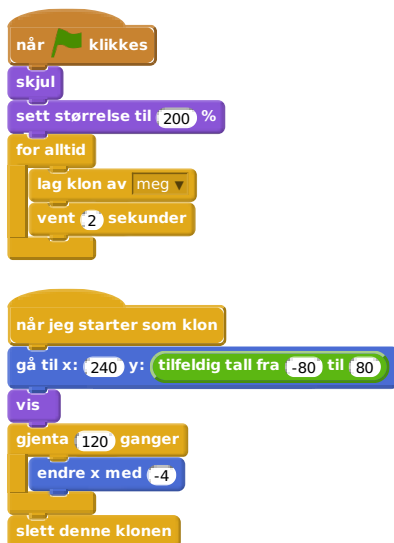 når klikkes
skjul
sett størrelse til 200 %
for alltid
lag klon av meg
vent 2 sekunder
når jeg starter som klon
gå til x: 240 y: tilfeldig tall fra -80 til 80
vis
gjenta 120 ganger
endre x med -4
slett denne klonen